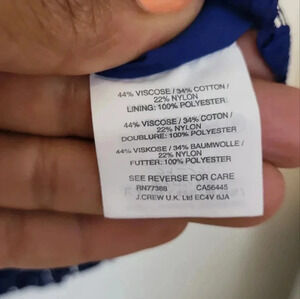 44% VISCOSE / 34% COTTON /
22% NYLON
LINING: 100% POLYESTER
44% VISCOSE / 34% COTON /
22% NYLON
DOUBLURE: 100% POLYESTER
44% VISKOSE / 34% BAUMWOLLE /
22% NYLON
FUTTER: 100% POLYESTER
SEE REVERSE FOR CARE
RN77388 CA56445
J.CREW U.K. Ltd EC4V 6JA